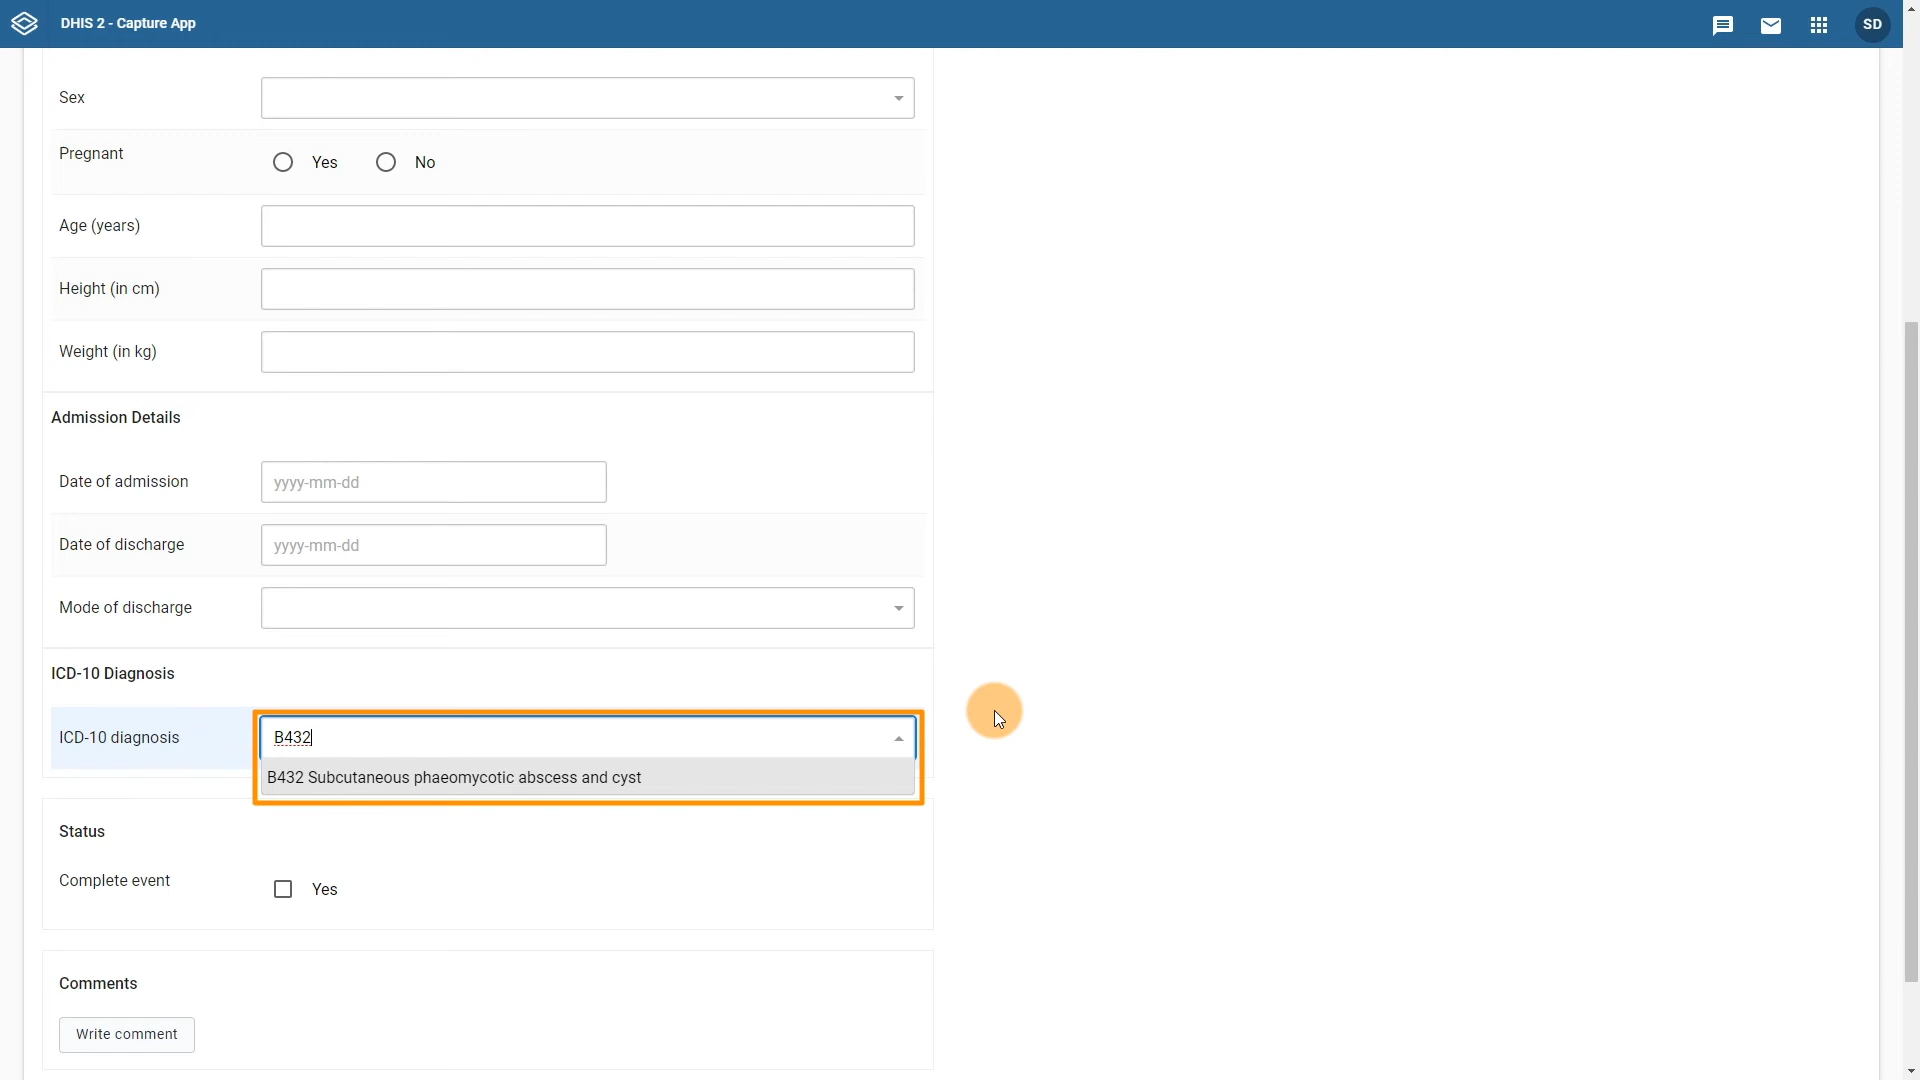 DHIS 2 - Capture App
SD
Sex
Pregnant
Yes
No
Age (years)
Height (in cm)
Weight (in kg)
Admission Details
Date of admission
yyyy-mm-dd
Date of discharge
yyyy-mm-dd
Mode of discharge
ICD-10 Diagnosis
ICD-10 diagnosis
B432
B432 Subcutaneous phaeomycotic abscess and cyst
Status
Complete event
Yes
Comments
Write comment